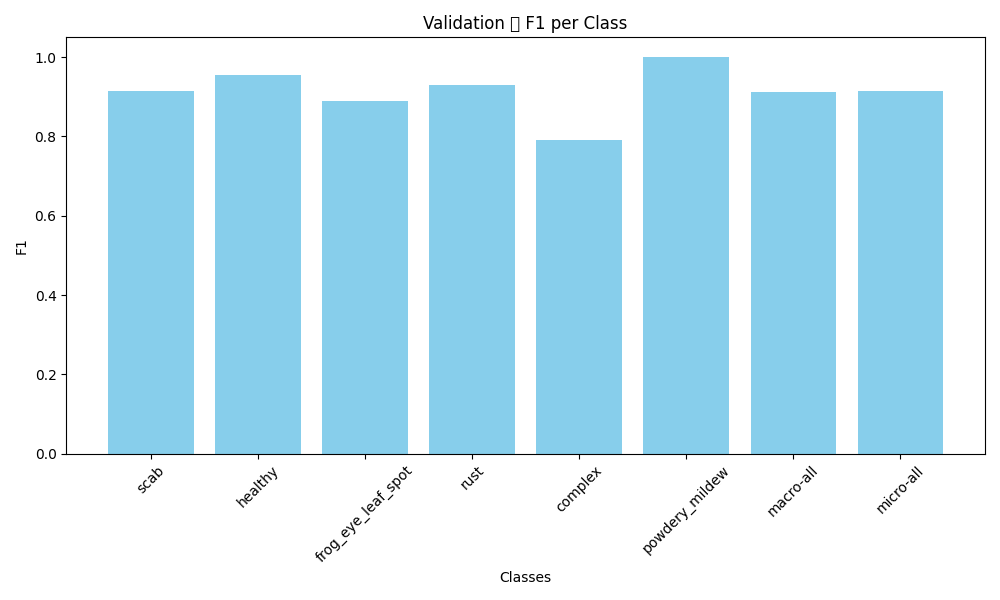 Validation F1 per Class
F1
1.0
0.8
0.6
0.4
0.2
0.0
scab
healthy
frog_eye_leaf_spot
rust
complex
powdery_mildew
macro-all
micro-all
Classes